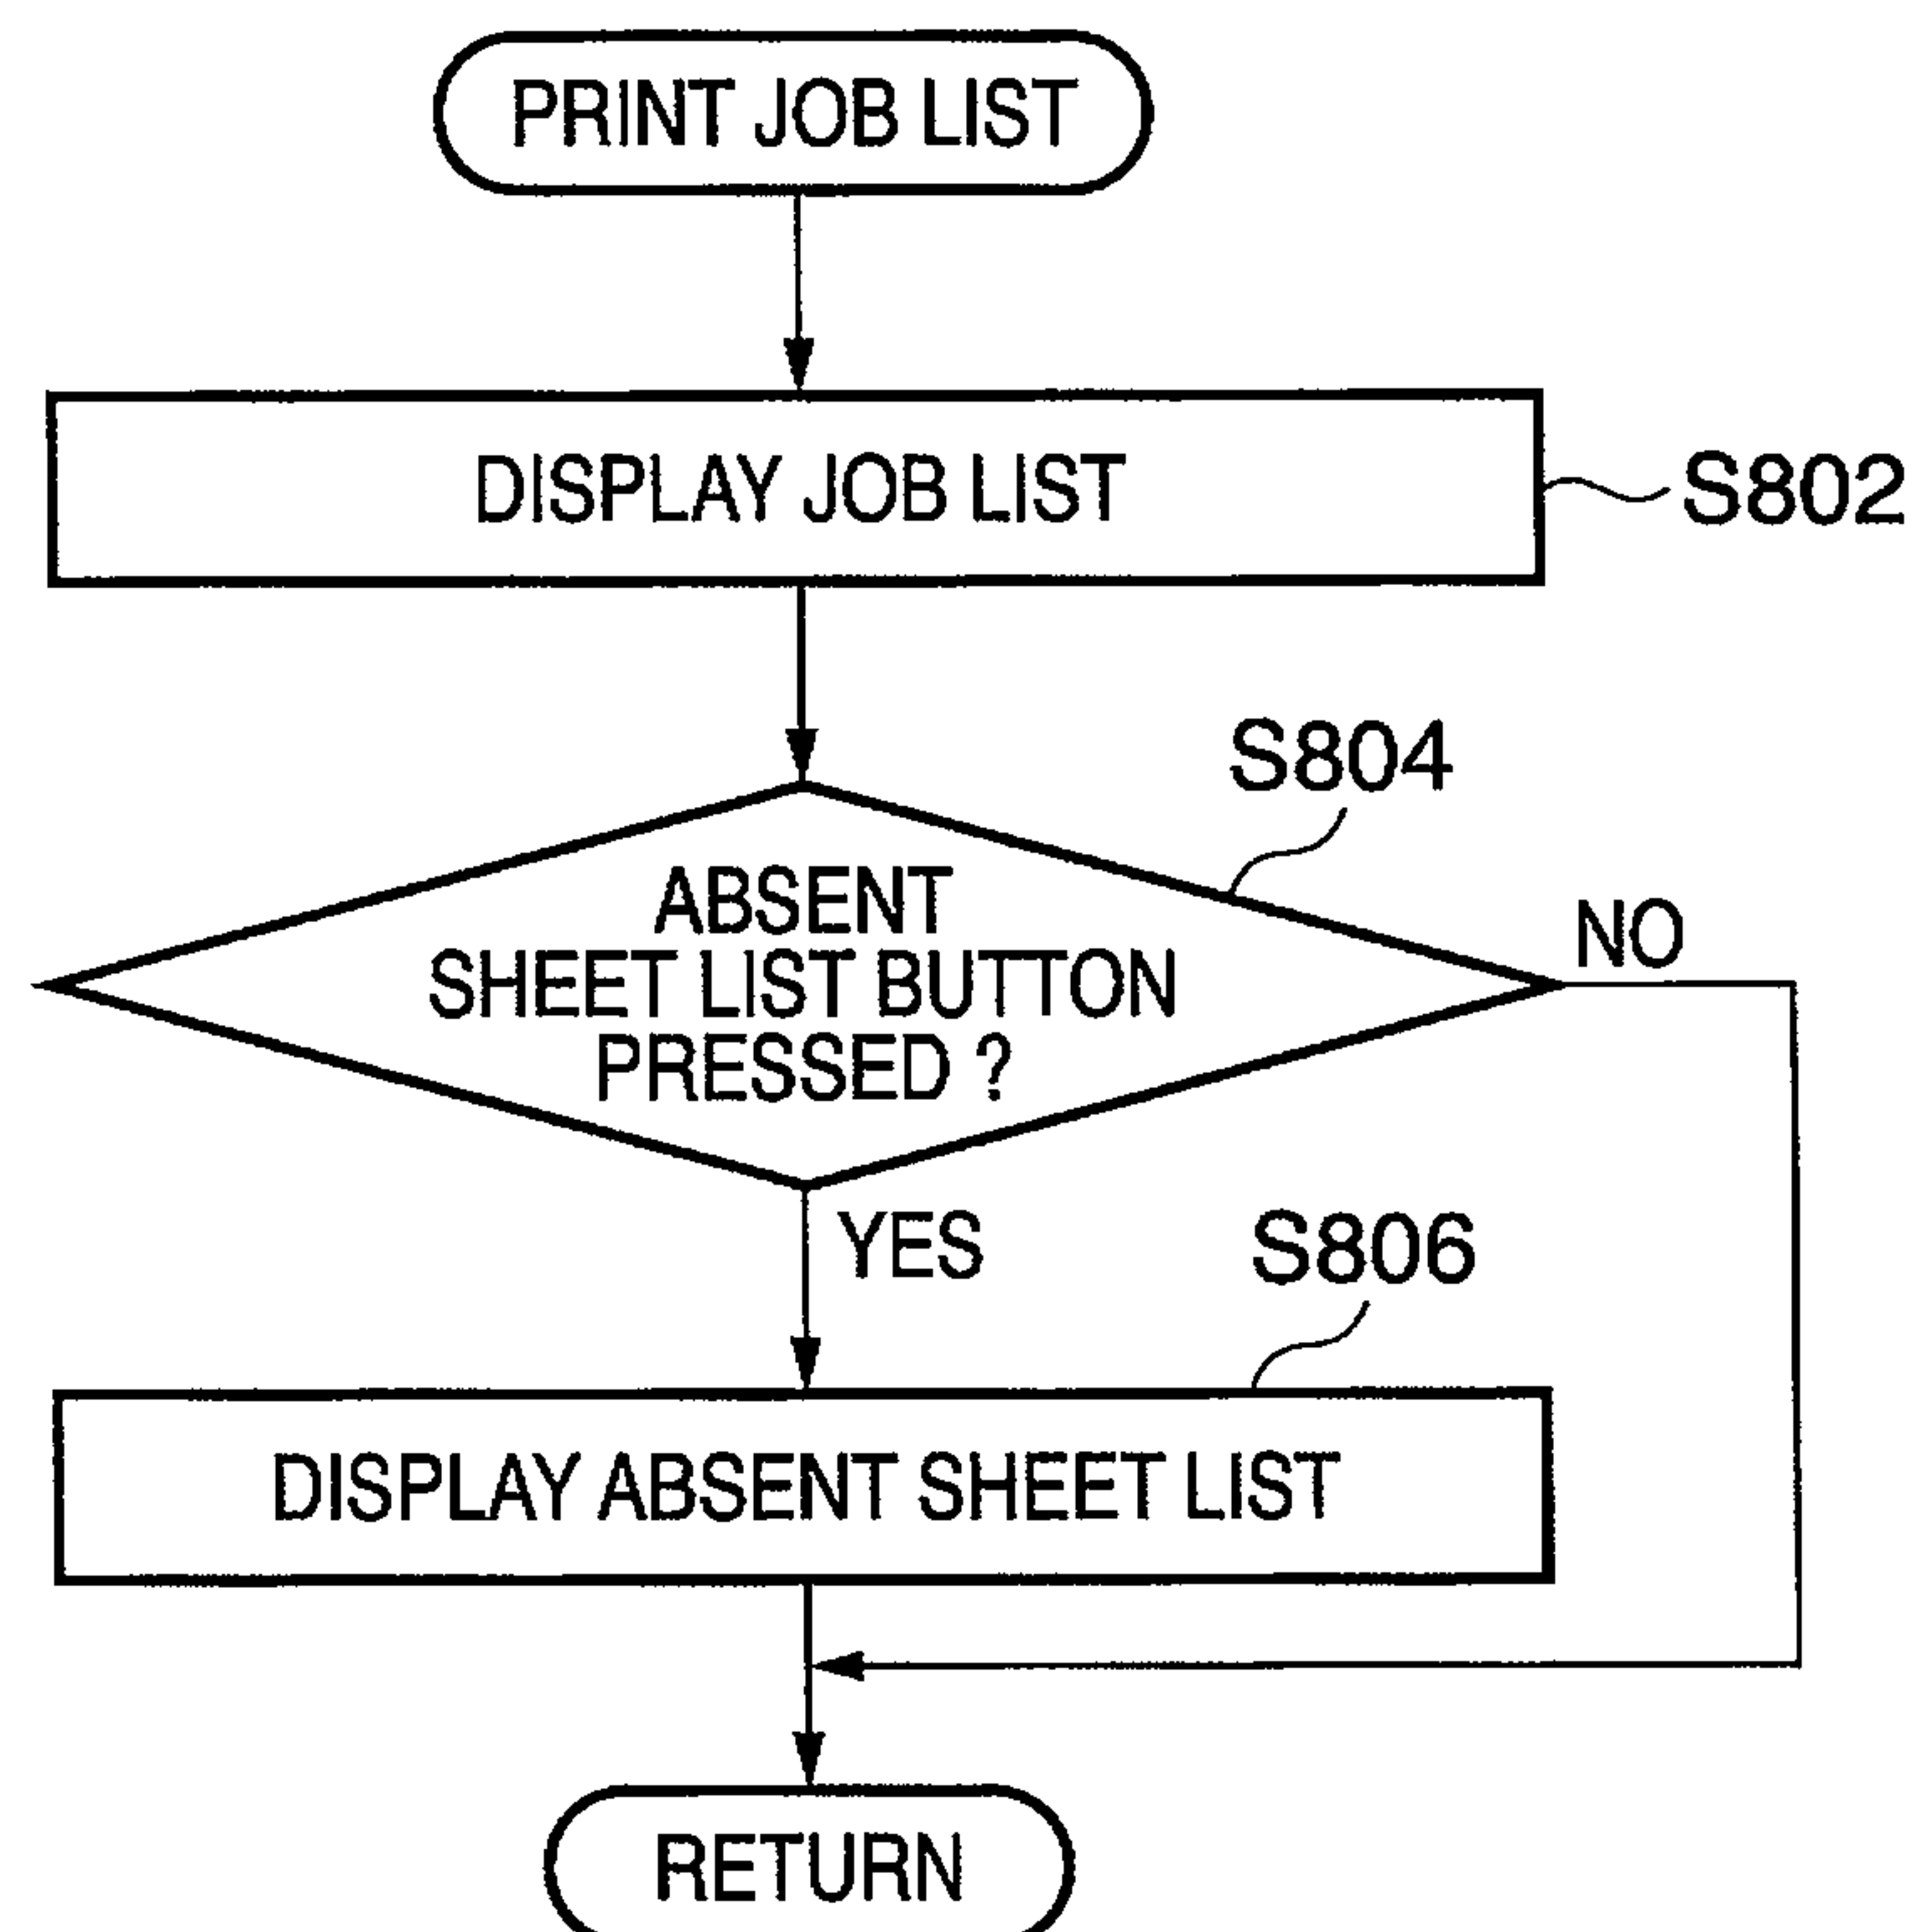 PRINT JOB LIST
DISPLAY JOB LIST
S802
S804
ABSENT
SHEET LIST BUTTON
PRESSED ?
NO
YES
S806
DISPLAY ABSENT SHEET LIST
RETURN